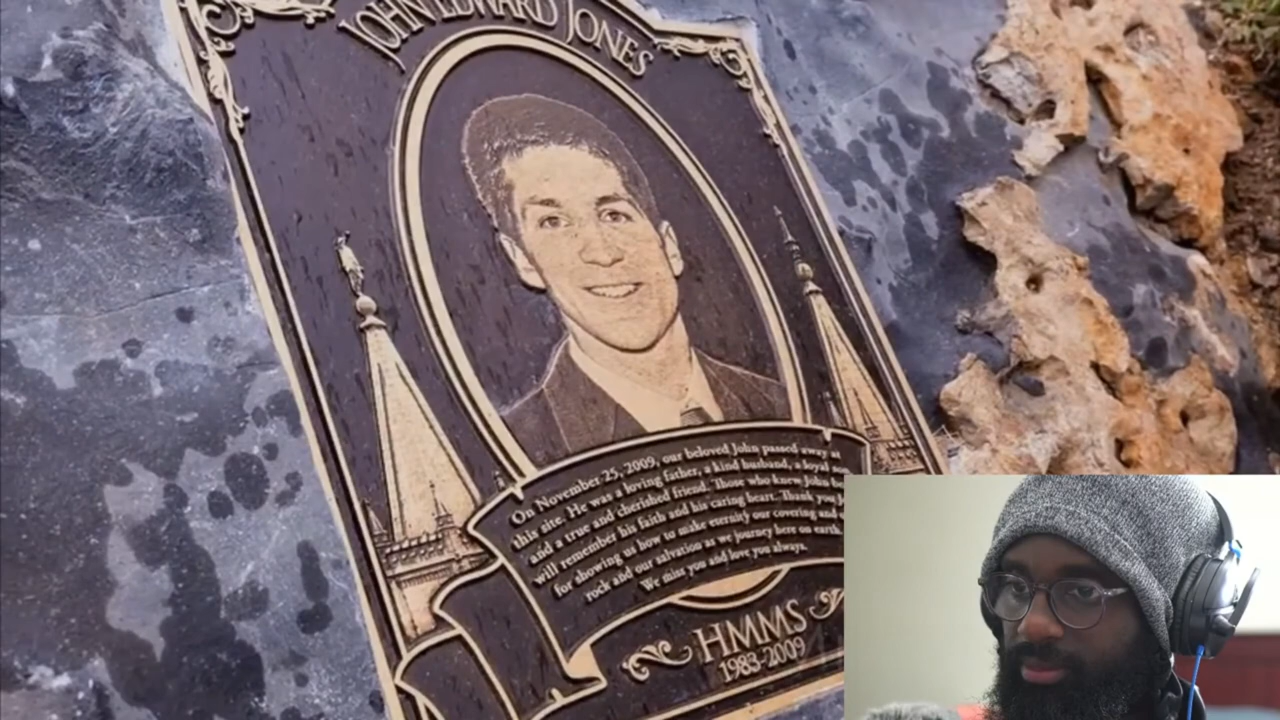 JOHN EDWARD JONES
On November 25, 2009, our beloved John passed away at
this site. He was a loving father, a kind husband, a loyal son
and a true and cherished friend. Those who knew John
will remember his faith and his caring heart. Thank you
for showing us how to make eternity our covering and
rock and our salvation as we journey here on earth.
We miss you and love you always.
HMMS
1983-2009